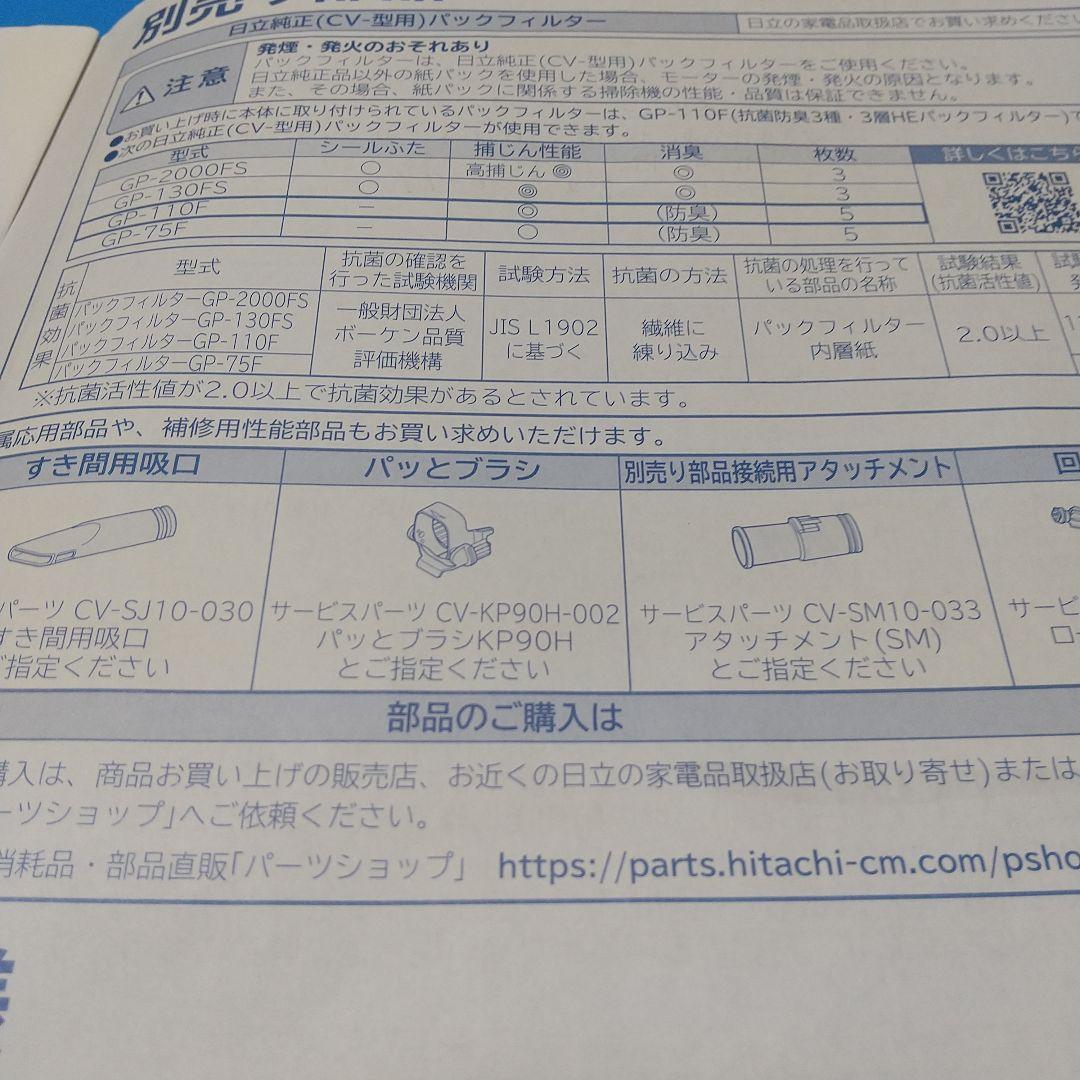 別売
日立純正(CV-型用)パックフィルター
日立の家電品取扱店でお買い求めくださ
注意
発煙・発火のおそれあり
パックフィルターは、日立純正(CV-型用)パックフィルターをご使用ください。
日立純正品以外の紙パックを使用した場合、モーターの発煙・発火の原因となります。
また、その場合、紙パックに関係する掃除機の性能・品質は保証できません。
●お買い上げ時に本体に取り付けられているパックフィルターは、GP-110F(抗菌防臭3種・3層HEパックフィルター)で
●次の日立純正(CV-型用)パックフィルターが使用できます。
型式 シールふた 捕じん性能 消臭 枚数 詳しくはこちら
GP-2000FS ○ 高捕じん ◎ ◎ 3
GP-130FS ○ ◎ ◎ 3
GP-110F － ◎ (防臭) 5
GP-75F － ○ (防臭) 5
抗菌効果
型式 抗菌の確認を行った試験機関 試験方法 抗菌の方法 抗菌の処理を行っている部品の名称 試験結果(抗菌活性値) 試験
パックフィルターGP-2000FS
パックフィルターGP-130FS
パックフィルターGP-110F
パックフィルターGP-75F
一般財団法人
ボーケン品質
評価機構
JIS L1902
に基づく
繊維に
練り込み
パックフィルター
内層紙
2.0以上
※抗菌活性値が2.0以上で抗菌効果があるとされています。
属応用部品や、補修用性能部品もお買い求めいただけます。
すき間用吸口 パッとブラシ 別売り部品接続用アタッチメント 回
パーツ CV-SJ10-030
すき間用吸口
ご指定ください
サービスパーツ CV-KP90H-002
パッとブラシKP90H
とご指定ください
サービスパーツ CV-SM10-033
アタッチメント(SM)
とご指定ください
サービ
ロー
部品のご購入は
購入は、商品お買い上げの販売店、お近くの日立の家電品取扱店(お取り寄せ)または
ーツショップ」へご依頼ください。
消耗品・部品直販「パーツショップ」 https://parts.hitachi-cm.com/psho